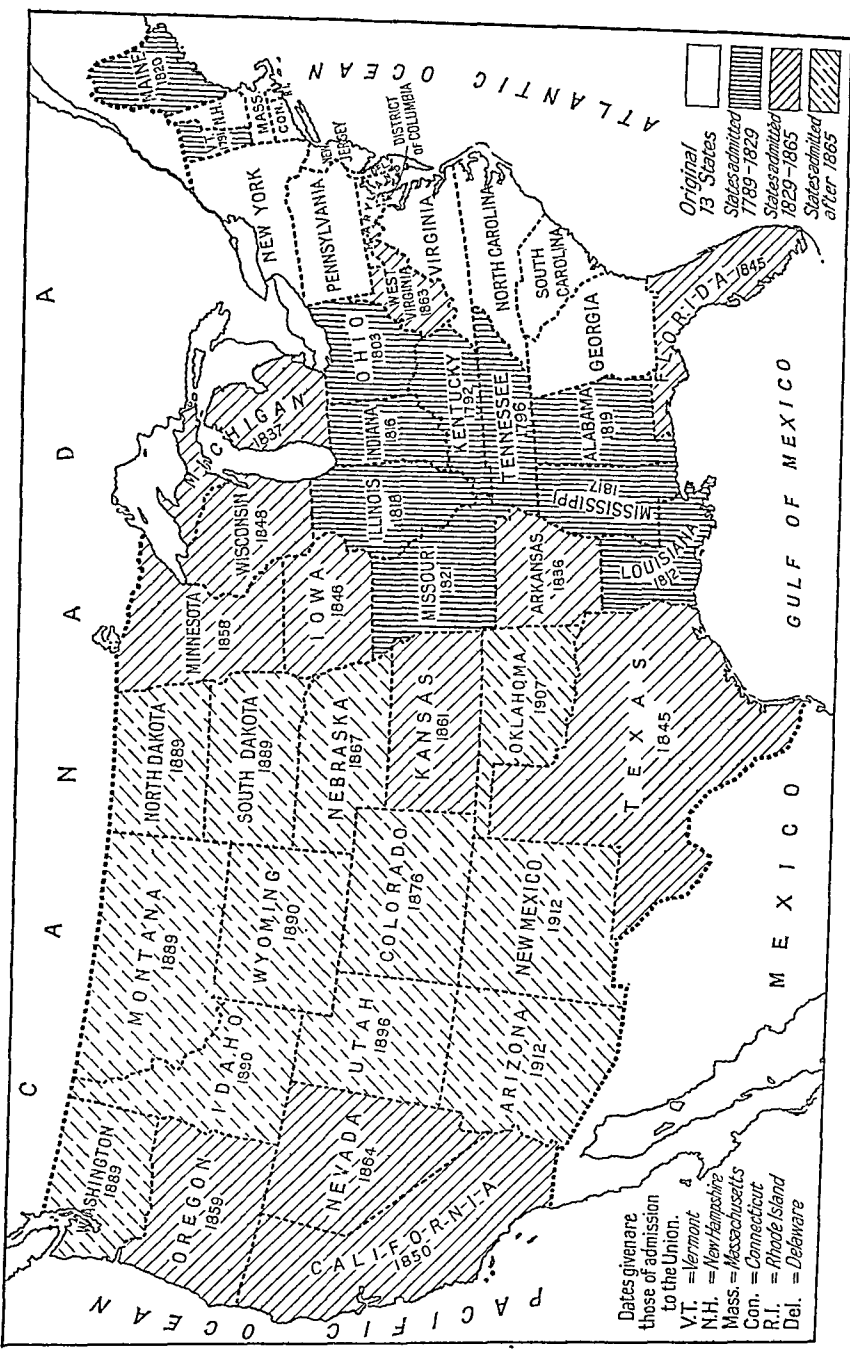 C A N A D A
WASHINGTON
1889
OREGON
1859
CALIFORNIA
1850
NEVADA
1864
IDAHO
1890
MONTANA
1889
WYOMING
1890
UTAH
1896
COLORADO
1876
ARIZONA
1912
NEW MEXICO
1912
NORTH DAKOTA
1889
SOUTH DAKOTA
1889
NEBRASKA
1867
KANSAS
1861
OKLAHOMA
1907
TEXAS
1845
MINNESOTA
1858
IOWA
1846
MISSOURI
1821
ARKANSAS
1836
LOUISIANA
1812
WISCONSIN
1848
ILLINOIS
1818
MICHIGAN
1837
INDIANA
1816
OHIO
1803
KENTUCKY
1792
TENNESSEE
1796
MISSISSIPPI
1817
ALABAMA
1819
GEORGIA
FLORIDA-1845
SOUTH
CAROLINA
NORTH CAROLINA
VIRGINIA
WEST
VIRGINIA
1863
PENNSYLVANIA
NEW YORK
NEW
JERSEY
DISTRICT
OF COLUMBIA
MAINE
1820
1791
N.H.
MASS.
CON.
R.I.
ATLANTIC OCEAN
PACIFIC OCEAN
GULF OF MEXICO
MEXICO
Dates given are
those of admission
to the Union.
V.T. = Vermont &
N.H. = New Hampshire
Mass. = Massachusetts
Con. = Connecticut
R.I. = Rhode Island
Del. = Deleware
Original
13 States
States admitted
1789-1829
States admitted
1829-1865
States admitted
after 1865